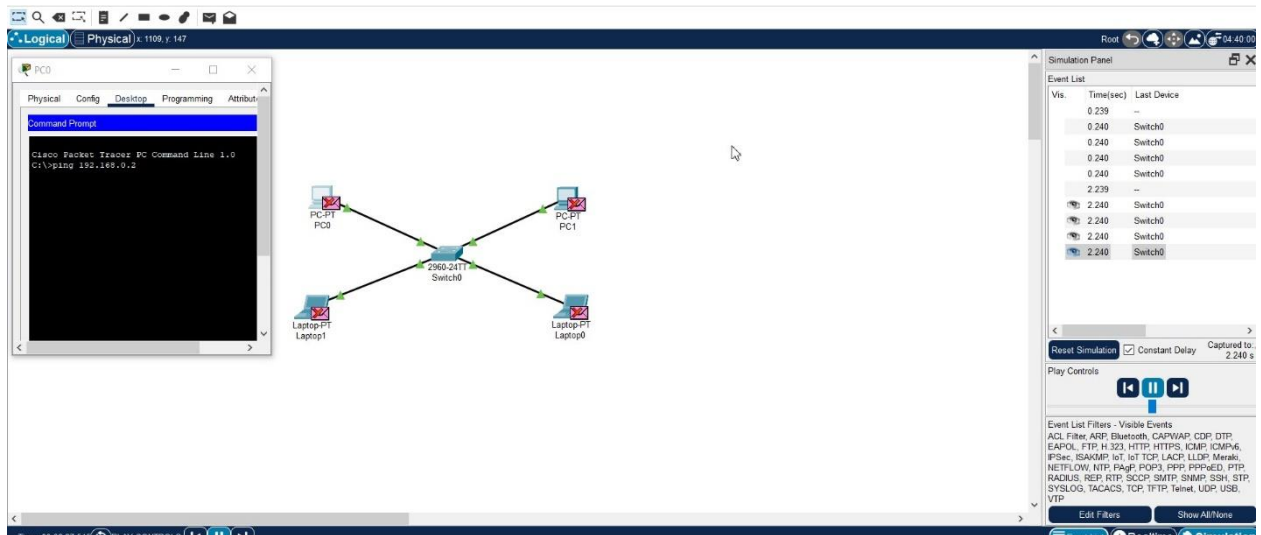 Logical
Physical x: 1109, y: 147
Root
04:40:00
PC0
Physical Config Desktop Programming
Command Prompt
Cisco Packet Tracer PC Command Line 1.0
C:\>ping 192.168.0.2
PC-PT
PC0
PC-PT
PC1
2960-24TT
Switch0
Laptop-PT
Laptop1
Laptop-PT
Laptop0
Simulation Panel
Event List
Vis. Time(sec) Last Device
0.239 --
0.240 Switch0
0.240 Switch0
0.240 Switch0
0.240 Switch0
2.239 --
2.240 Switch0
2.240 Switch0
2.240 Switch0
2.240 Switch0
Reset Simulation Constant Delay Captured to:
2.240 s
Play Controls
Event List Filters - Visible Events
ACL Filter, ARP, Bluetooth, CAPWAP, CDP, DTP,
EAPOL, FTP, H.323, HTTP, HTTPS, ICMP, ICMPv6,
IPSec, ISAKMP, IoT, IoT TCP, LACP, LLDP, Meraki,
NETFLOW, NTP, PAgP, POP3, PPP, PPPoED, PTP,
RADIUS, REP, RTP, SCCP, SMTP, SNMP, SSH, STP,
SYSLOG, TACACS, TCP, TFTP, Telnet, UDP, USB,
VTP
Edit Filters Show All/None